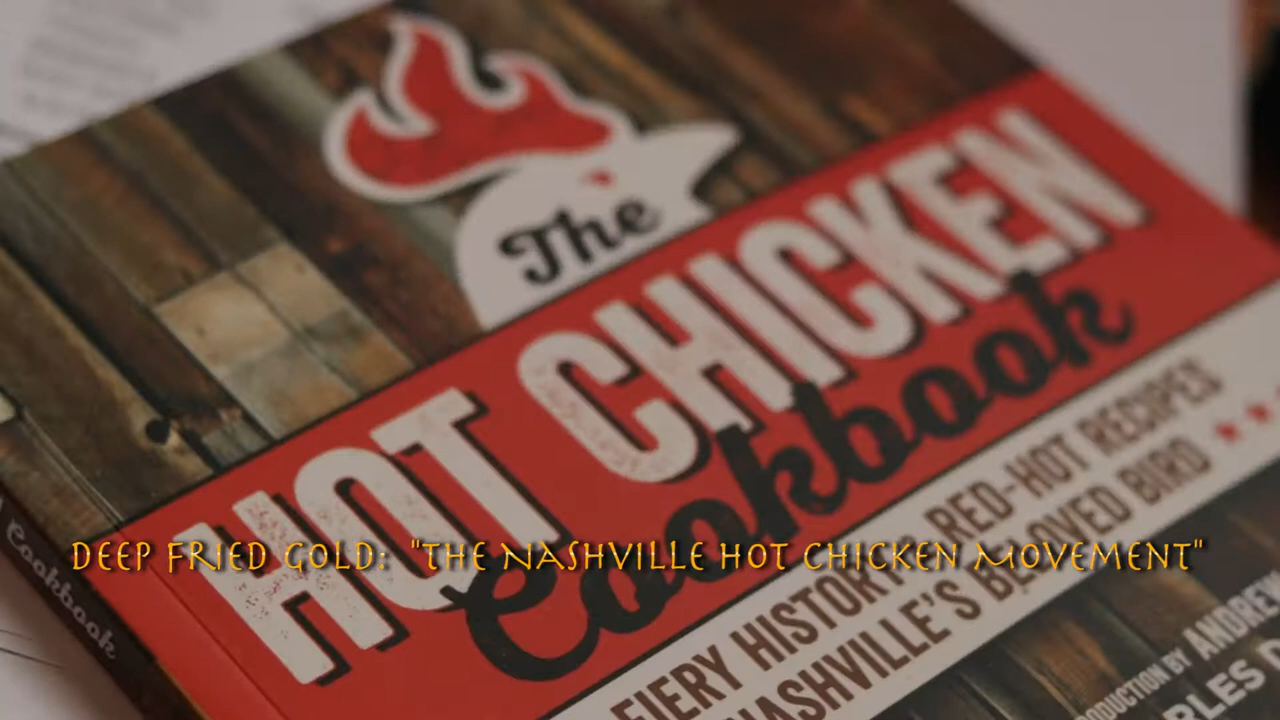 The
HOT CHICKEN
Cookbook
FIERY HISTORY RED-HOT RECIPES
NASHVILLE'S BELOVED BIRD
DEEP FRIED GOLD: "THE NASHVILLE HOT CHICKEN MOVEMENT"
Cookbook